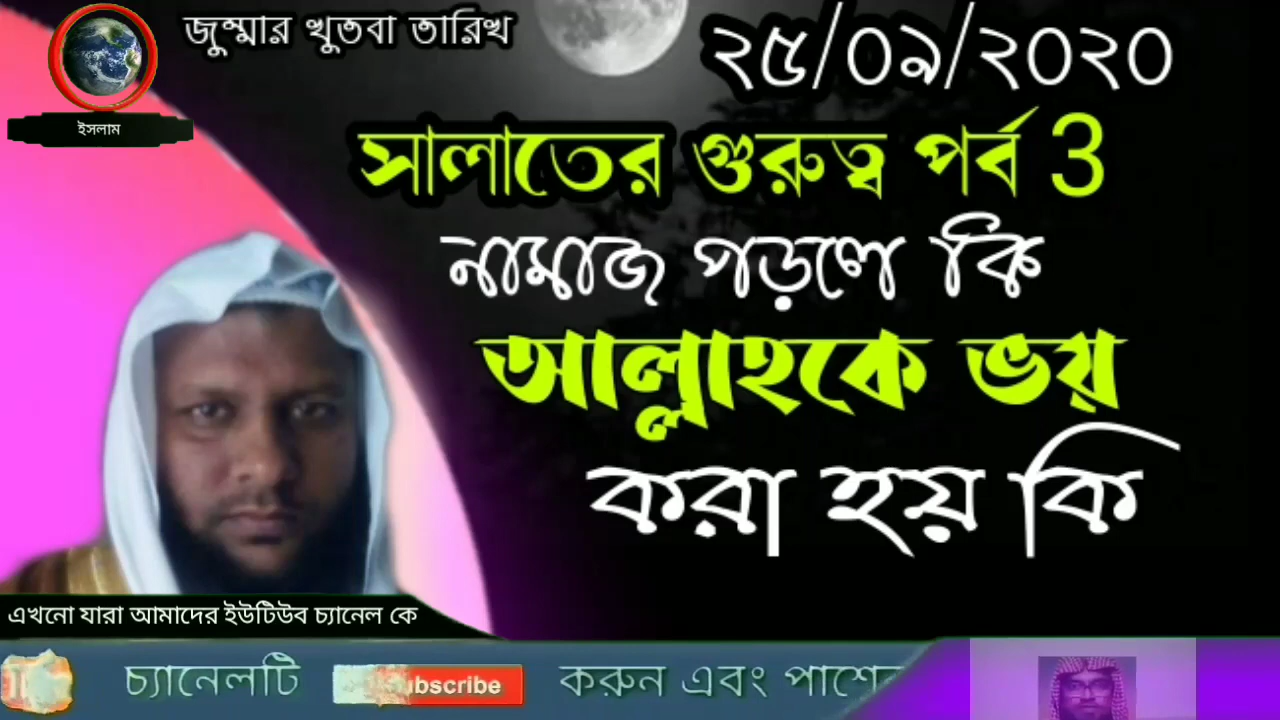 জুম্মার খুতবা তারিখ
২৫/০৯/২০২০
ইসলাম
সালাতের গুরুত্ব পর্ব 3
নামাজ পড়লে কি
আল্লাহকে ভয়
করা হয় কি
এখনো যারা আমাদের ইউটিউব চ্যানেল কে
চ্যানেলটি ubscribe করুন এবং পাশের